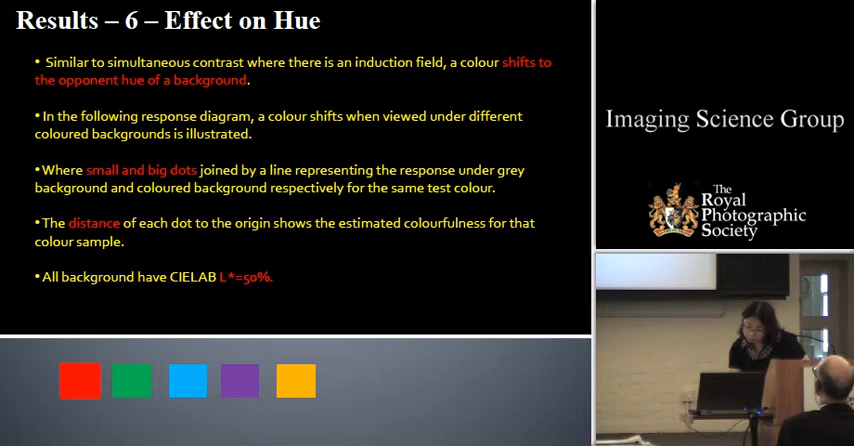 Results – 6 – Effect on Hue
• Similar to simultaneous contrast where there is an induction field, a colour shifts to
the opponent hue of a background.
• In the following response diagram, a colour shifts when viewed under different
coloured backgrounds is illustrated.
• Where small and big dots joined by a line representing the response under grey
background and coloured background respectively for the same test colour.
• The distance of each dot to the origin shows the estimated colourfulness for that
colour sample.
• All background have CIELAB L*=50%.
Imaging Science Group
The
Royal
Photographic
Society